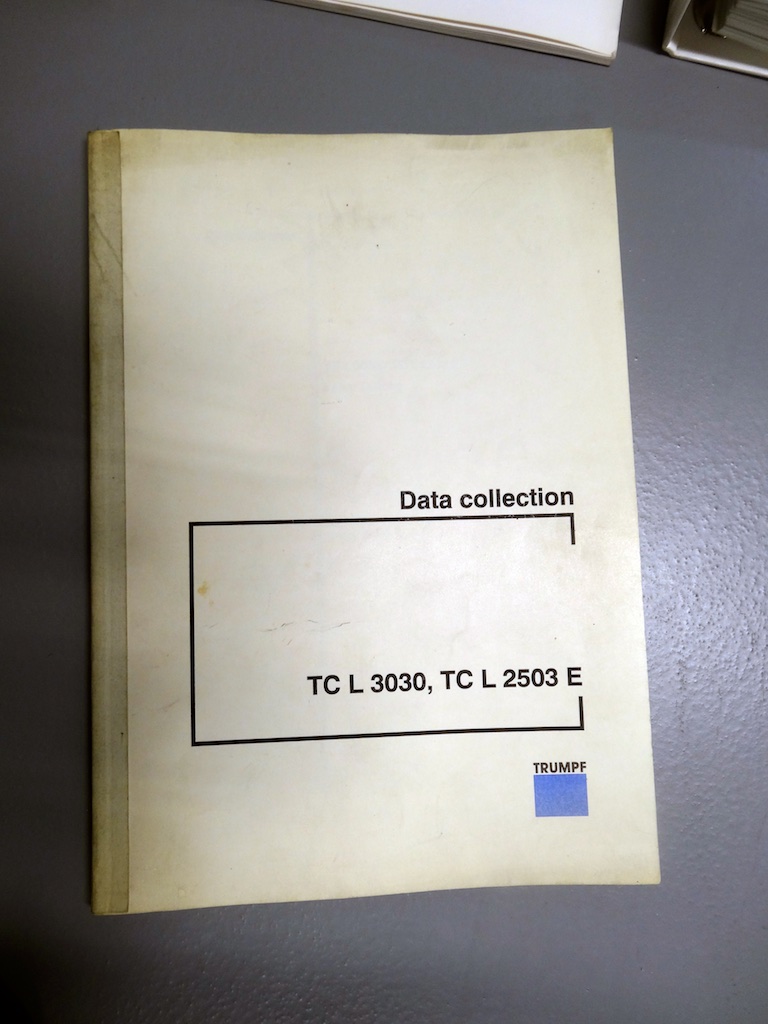 Data collection
TC L 3030, TC L 2503 E
TRUMPF